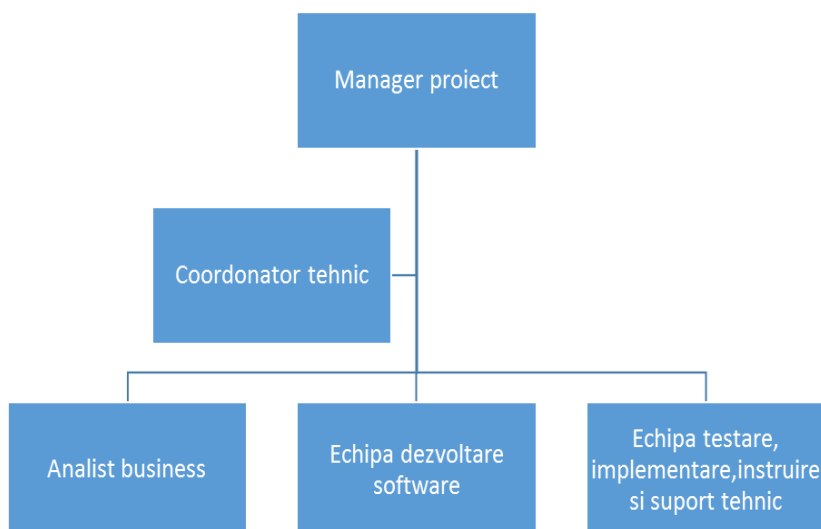 Manager proiect
Coordonator tehnic
Analist business
Echipa dezvoltare
software
Echipa testare,
implementare,instruire
si suport tehnic